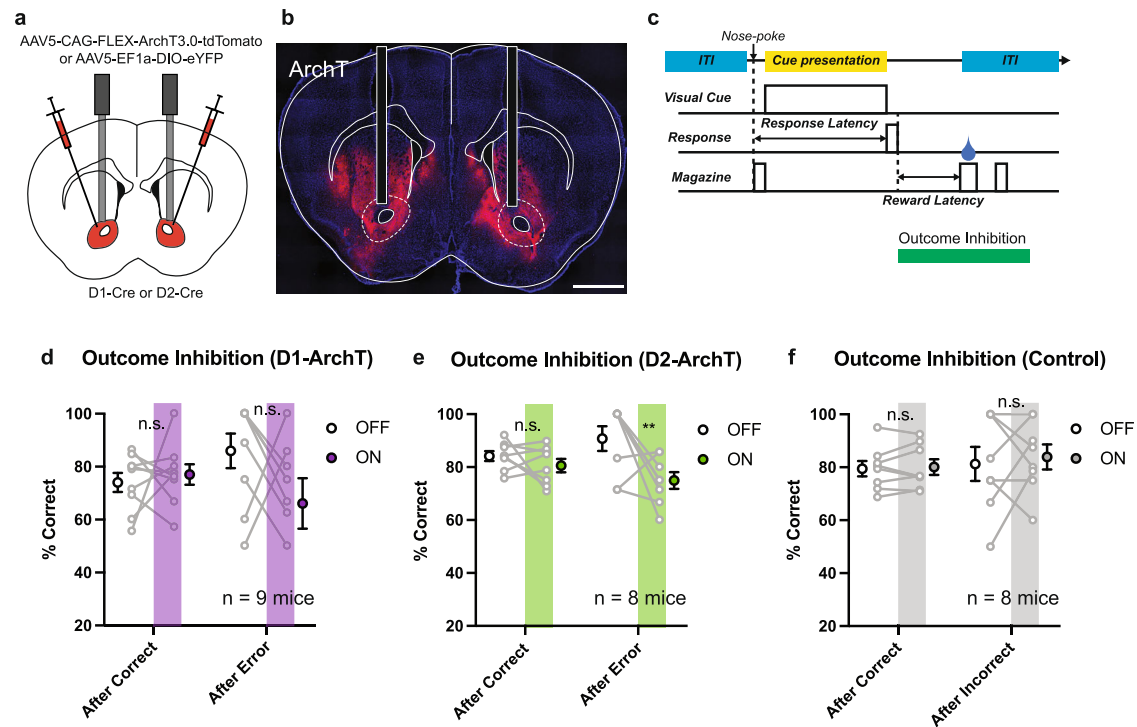 a
AAV5-CAG-FLEX-ArchT3.0-tdTomato
or AAV5-EF1a-DIO-eYFP
D1-Cre or D2-Cre
b
ArchT
c
Nose-poke
ITI
Cue presentation
ITI
Visual Cue
Response Latency
Response
Magazine
Reward Latency
Outcome Inhibition
d
Outcome Inhibition (D1-ArchT)
% Correct
100
80
60
40
20
n.s.
n.s.
OFF
ON
n = 9 mice
After Correct
After Error
e
Outcome Inhibition (D2-ArchT)
% Correct
100
80
60
40
20
n.s.
**
OFF
ON
n = 8 mice
After Correct
After Error
f
Outcome Inhibition (Control)
% Correct
100
80
60
40
20
n.s.
n.s.
OFF
ON
n = 8 mice
After Correct
After Incorrect